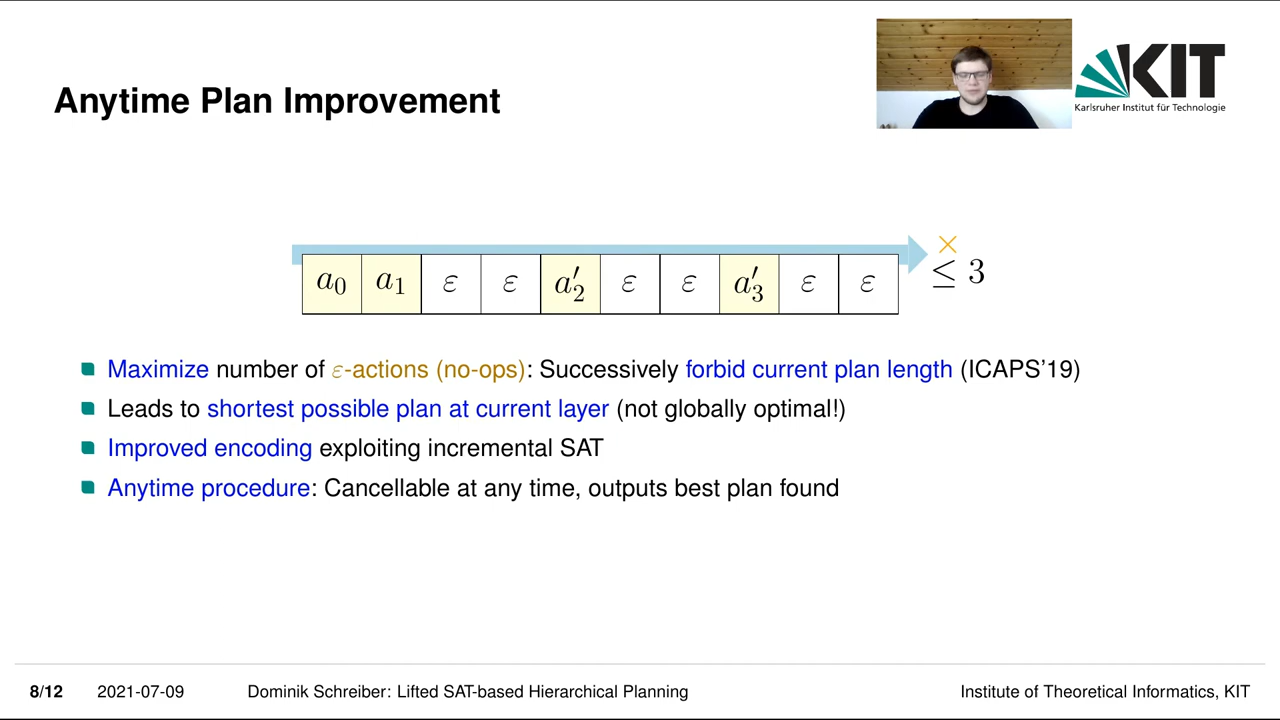 KIT
Karlsruher Institut für Technologie
Anytime Plan Improvement
×
a₀ a₁ ε ε a′₂ ε ε a′₃ ε ε ≤ 3
Maximize number of ε-actions (no-ops): Successively forbid current plan length (ICAPS'19)
Leads to shortest possible plan at current layer (not globally optimal!)
Improved encoding exploiting incremental SAT
Anytime procedure: Cancellable at any time, outputs best plan found
8/12 2021-07-09 Dominik Schreiber: Lifted SAT-based Hierarchical Planning Institute of Theoretical Informatics, KIT